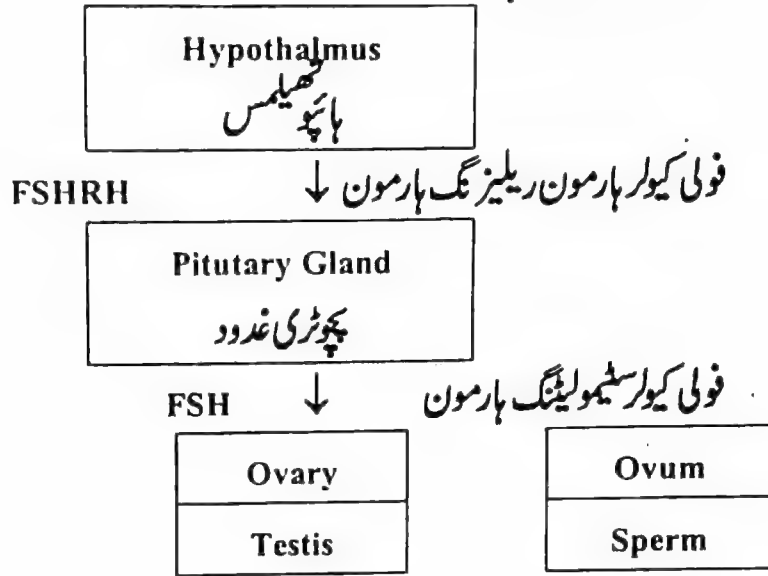 Hypothalmus
ہائپوتھیلمس
FSHRH ↓ فولی کیولر ہارمون ریلیزنگ ہارمون
Pitutary Gland
پچوٹری غدود
FSH ↓ فولی کیولر سٹیمولیٹنگ ہارمون
Ovary Ovum
Testis Sperm